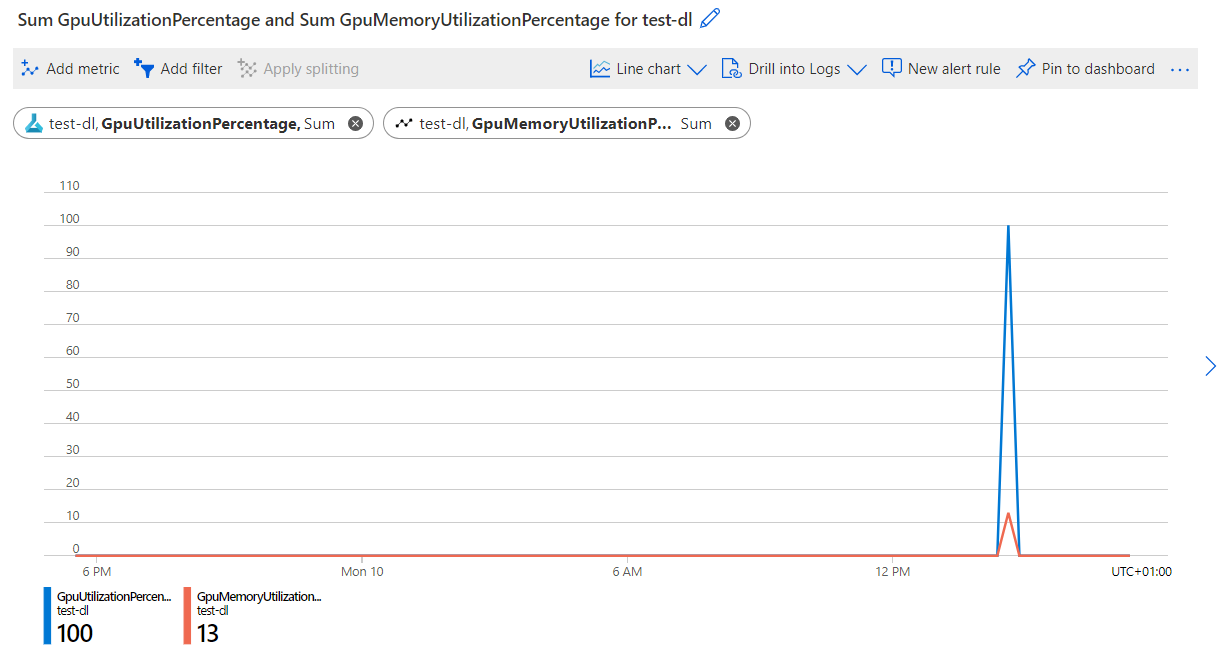 Sum GpuUtilizationPercentage and Sum GpuMemoryUtilizationPercentage for test-dl
Add metric Add filter Apply splitting Line chart Drill into Logs New alert rule Pin to dashboard ...
test-dl, GpuUtilizationPercentage, Sum test-dl, GpuMemoryUtilizationP... Sum
110
100
90
80
70
60
50
40
30
20
10
0
6 PM Mon 10 6 AM 12 PM UTC+01:00
GpuUtilizationPercen... GpuMemoryUtilization...
test-dl test-dl
100 13